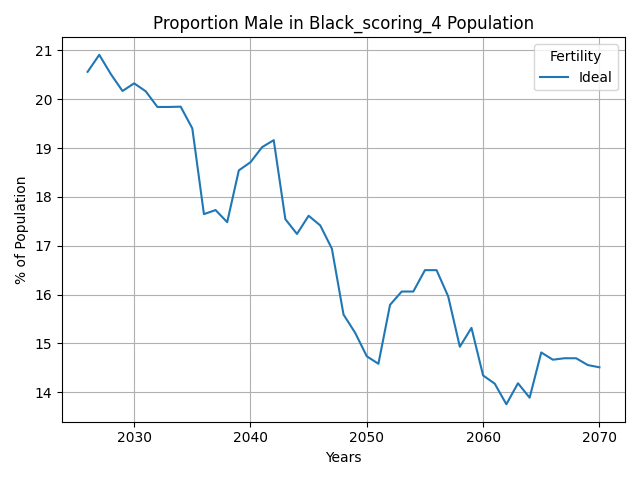 Proportion Male in Black_scoring_4 Population
Fertility
Ideal
% of Population
21
20
19
18
17
16
15
14
2030
2040
2050
2060
2070
Years